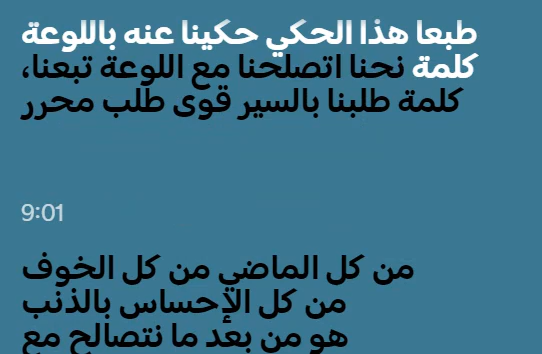 طبعا هذا الحكي حكينا عنه باللوعة
كلمة نحنا اتصلحنا مع اللوعة تبعنا،
كلمة طلبنا بالسير قوى طلب محرر
9:01
من كل الماضي من كل الخوف
من كل الإحساس بالذنب
هو من بعد ما نتصالح مع